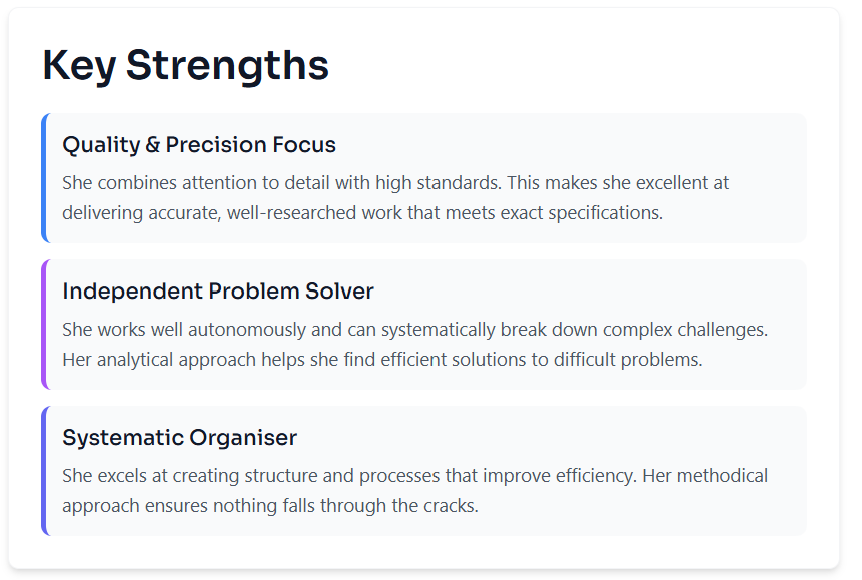 Key Strengths
Quality & Precision Focus
She combines attention to detail with high standards. This makes she excellent at
delivering accurate, well-researched work that meets exact specifications.
Independent Problem Solver
She works well autonomously and can systematically break down complex challenges.
Her analytical approach helps she find efficient solutions to difficult problems.
Systematic Organiser
She excels at creating structure and processes that improve efficiency. Her methodical
approach ensures nothing falls through the cracks.